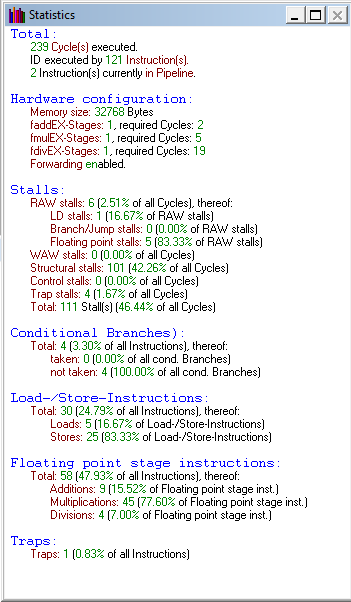 Statistics
Total:
239 Cycle(s) executed.
ID executed by 121 Instruction(s).
2 Instruction(s) currently in Pipeline.
Hardware configuration:
Memory size: 32768 Bytes
faddEX-Stages: 1, required Cycles: 2
fmulEX-Stages: 1, required Cycles: 5
fdivEX-Stages: 1, required Cycles: 19
Forwarding enabled.
Stalls:
RAW stalls: 6 (2.51% of all Cycles), thereof:
LD stalls: 1 (16.67% of RAW stalls)
Branch/Jump stalls: 0 (0.00% of RAW stalls)
Floating point stalls: 5 (83.33% of RAW stalls)
WAW stalls: 0 (0.00% of all Cycles)
Structural stalls: 101 (42.26% of all Cycles)
Control stalls: 0 (0.00% of all Cycles)
Trap stalls: 4 (1.67% of all Cycles)
Total: 111 Stall(s) (46.44% of all Cycles)
Conditional Branches):
Total: 4 (3.30% of all Instructions), thereof:
taken: 0 (0.00% of all cond. Branches)
not taken: 4 (100.00% of all cond. Branches)
Load-/Store-Instructions:
Total: 30 (24.79% of all Instructions), thereof:
Loads: 5 (16.67% of Load-/Store-Instructions)
Stores: 25 (83.33% of Load-/Store-Instructions)
Floating point stage instructions:
Total: 58 (47.93% of all Instructions), thereof:
Additions: 9 (15.52% of Floating point stage inst.)
Multiplications: 45 (77.60% of Floating point stage inst.)
Divisions: 4 (7.00% of Floating point stage inst.)
Traps:
Traps: 1 (0.83% of all Instructions)